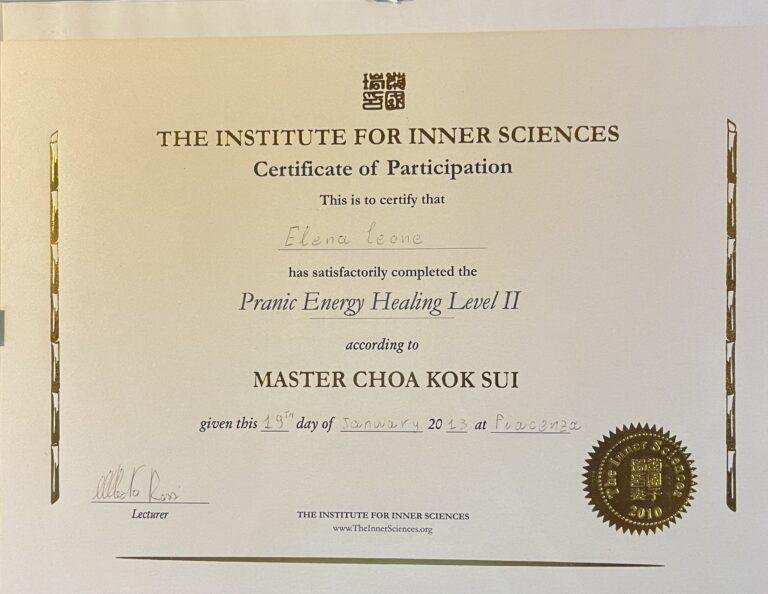 THE INSTITUTE FOR INNER SCIENCES
Certificate of Participation
This is to certify that
Elena Leone
has satisfactorily completed the
Pranic Energy Healing Level II
according to
MASTER CHOA KOK SUI
given this 19TH day of January 2013 at Piacenza
The Inner Sciences
2010
Rossi
Lecturer
THE INSTITUTE FOR INNER SCIENCES
www.TheInnerSciences.org